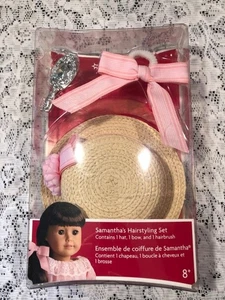 Samantha's Hairstyling Set
Contains 1 hat, 1 bow, and 1 hairbrush
Ensemble de coiffure de Samantha®
Contient 1 chapeau, 1 boucle à cheveux et
1 brosse
8+